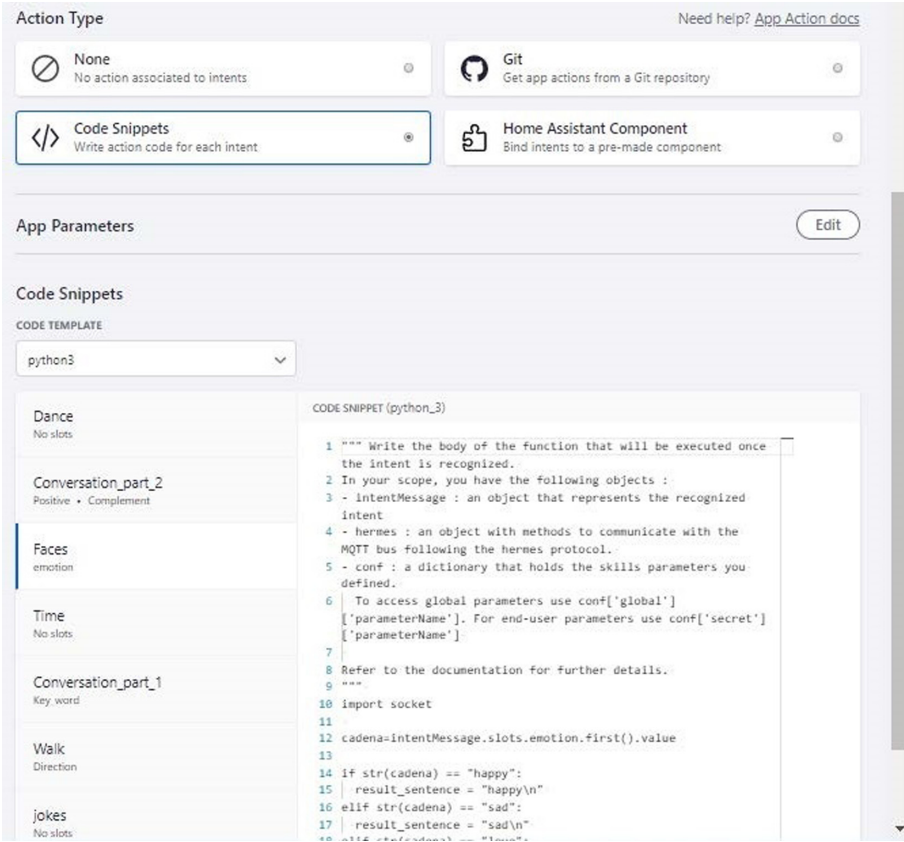 Action Type
Need help? App Action docs
None
No action associated to intents
Git
Get app actions from a Git repository
Code Snippets
Write action code for each intent
Home Assistant Component
Bind intents to a pre-made component
App Parameters
Edit
Code Snippets
CODE TEMPLATE
python3
Dance
No slots
Conversation_part_2
Positive • Complement
Faces
emotion
Time
No slots
Conversation_part_1
Key_word
Walk
Direction
jokes
No slots
CODE SNIPPET (python_3)
1 """ Write the body of the function that will be executed once
the intent is recognized.
2 In your scope, you have the following objects :
3 - intentMessage : an object that represents the recognized
intent
4 - hermes : an object with methods to communicate with the
MQTT bus following the hermes protocol.
5 - conf : a dictionary that holds the skills parameters you
defined.
6 To access global parameters use conf['global']
['parameterName']. For end-user parameters use conf['secret']
['parameterName']
7
8 Refer to the documentation for further details.
9 """
10 import socket
11
12 cadena=intentMessage.slots.emotion.first().value
13
14 if str(cadena) == "happy":
15 result_sentence = "happy\n"
16 elif str(cadena) == "sad":
17 result_sentence = "sad\n"
18 elif str(cadena) == "love":